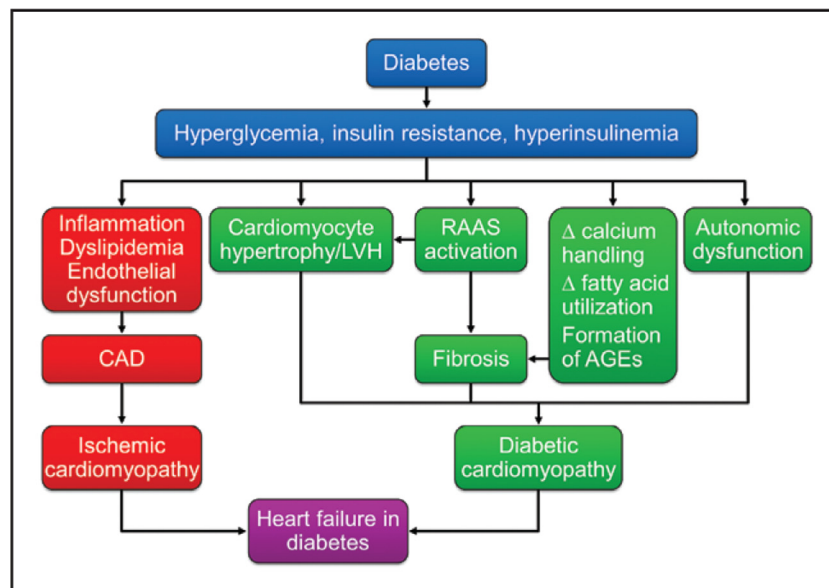 Diabetes
Hyperglycemia, insulin resistance, hyperinsulinemia
Inflammation
Dyslipidemia
Endothelial
dysfunction
Cardiomyocyte
hypertrophy/LVH
RAAS
activation
Δ calcium
handling
Δ fatty acid
utilization
Formation
of AGEs
Autonomic
dysfunction
CAD
Fibrosis
Ischemic
cardiomyopathy
Diabetic
cardiomyopathy
Heart failure in
diabetes